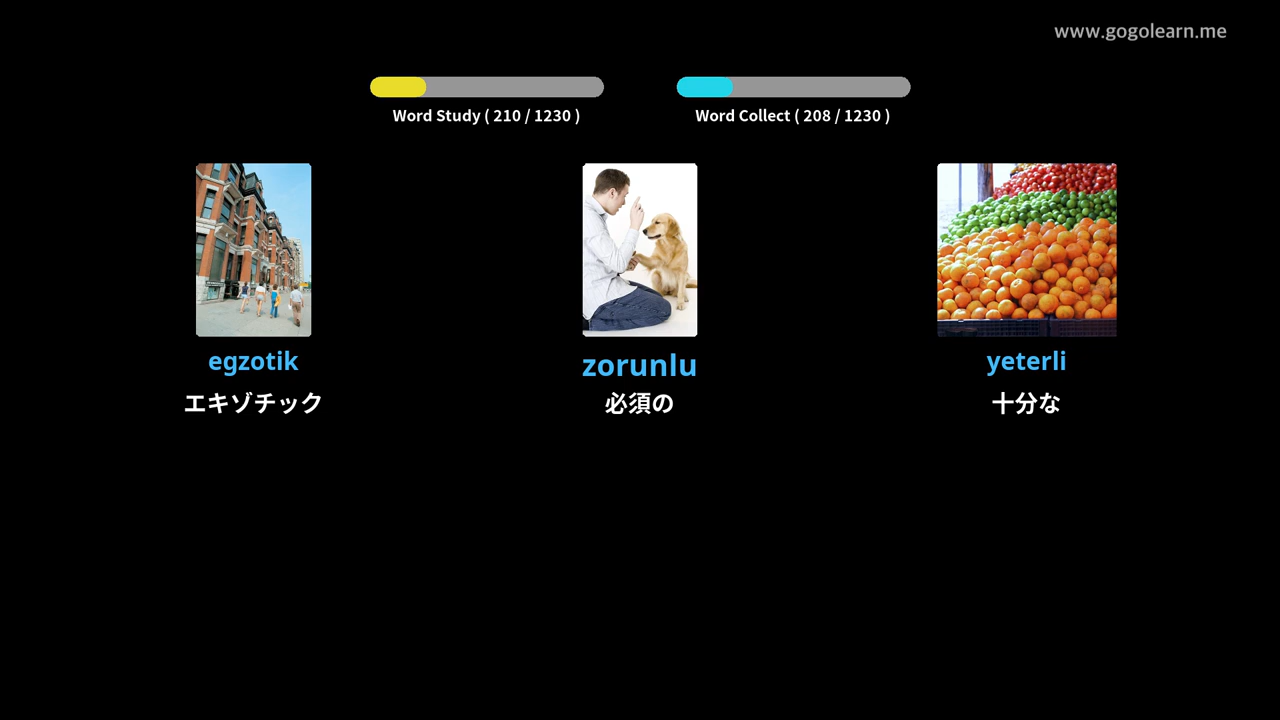 www.gogolearn.me
Word Study ( 210 / 1230 )
Word Collect ( 208 / 1230 )
egzotik
エキゾチック
zorunlu
必須の
yeterli
十分な